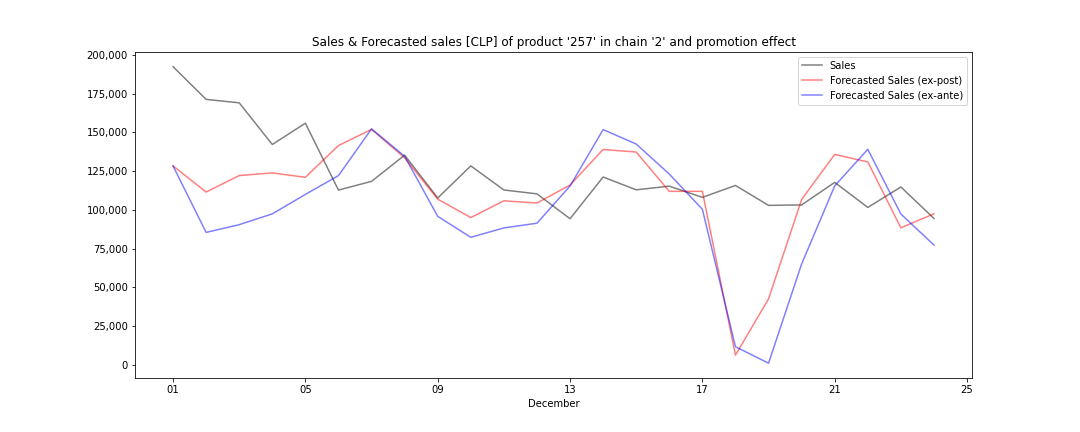 Sales & Forecasted sales [CLP] of product '257' in chain '2' and promotion effect
200,000
175,000
150,000
125,000
100,000
75,000
50,000
25,000
0
Sales
Forecasted Sales (ex-post)
Forecasted Sales (ex-ante)
01 05 09 13 17 21 25
December